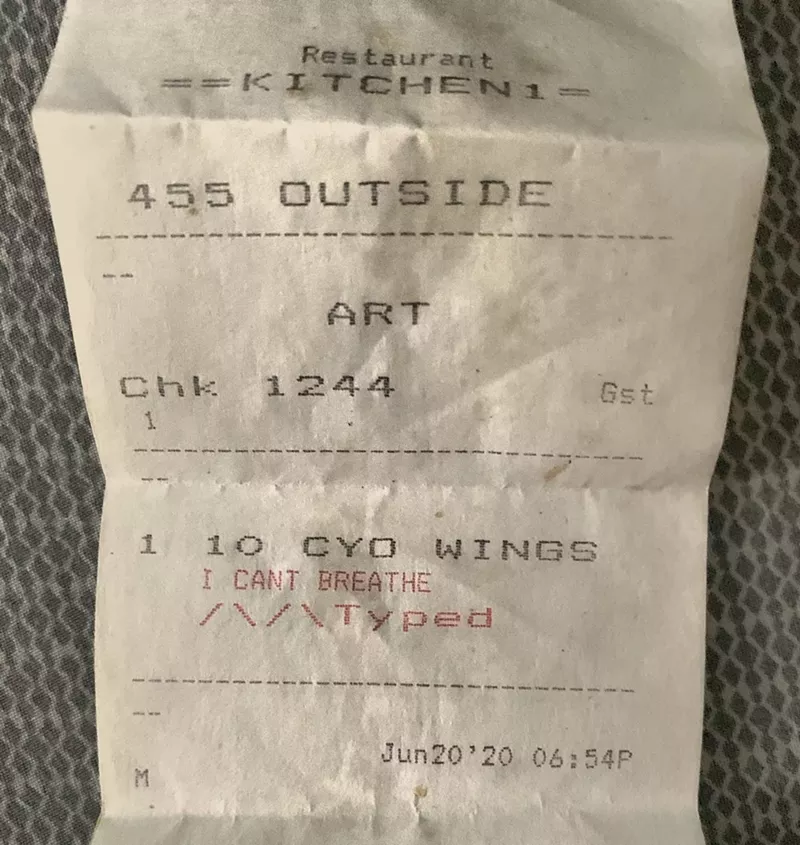 Restaurant
==KITCHEN1=
455 OUTSIDE
--------------------------------
--
ART
Chk 1244 Gst
1
--------------------------------
--
1 10 CYO WINGS
I CANT BREATHE
/\/\Typed
--------------------------------
--
Jun20'20 06:54P
M